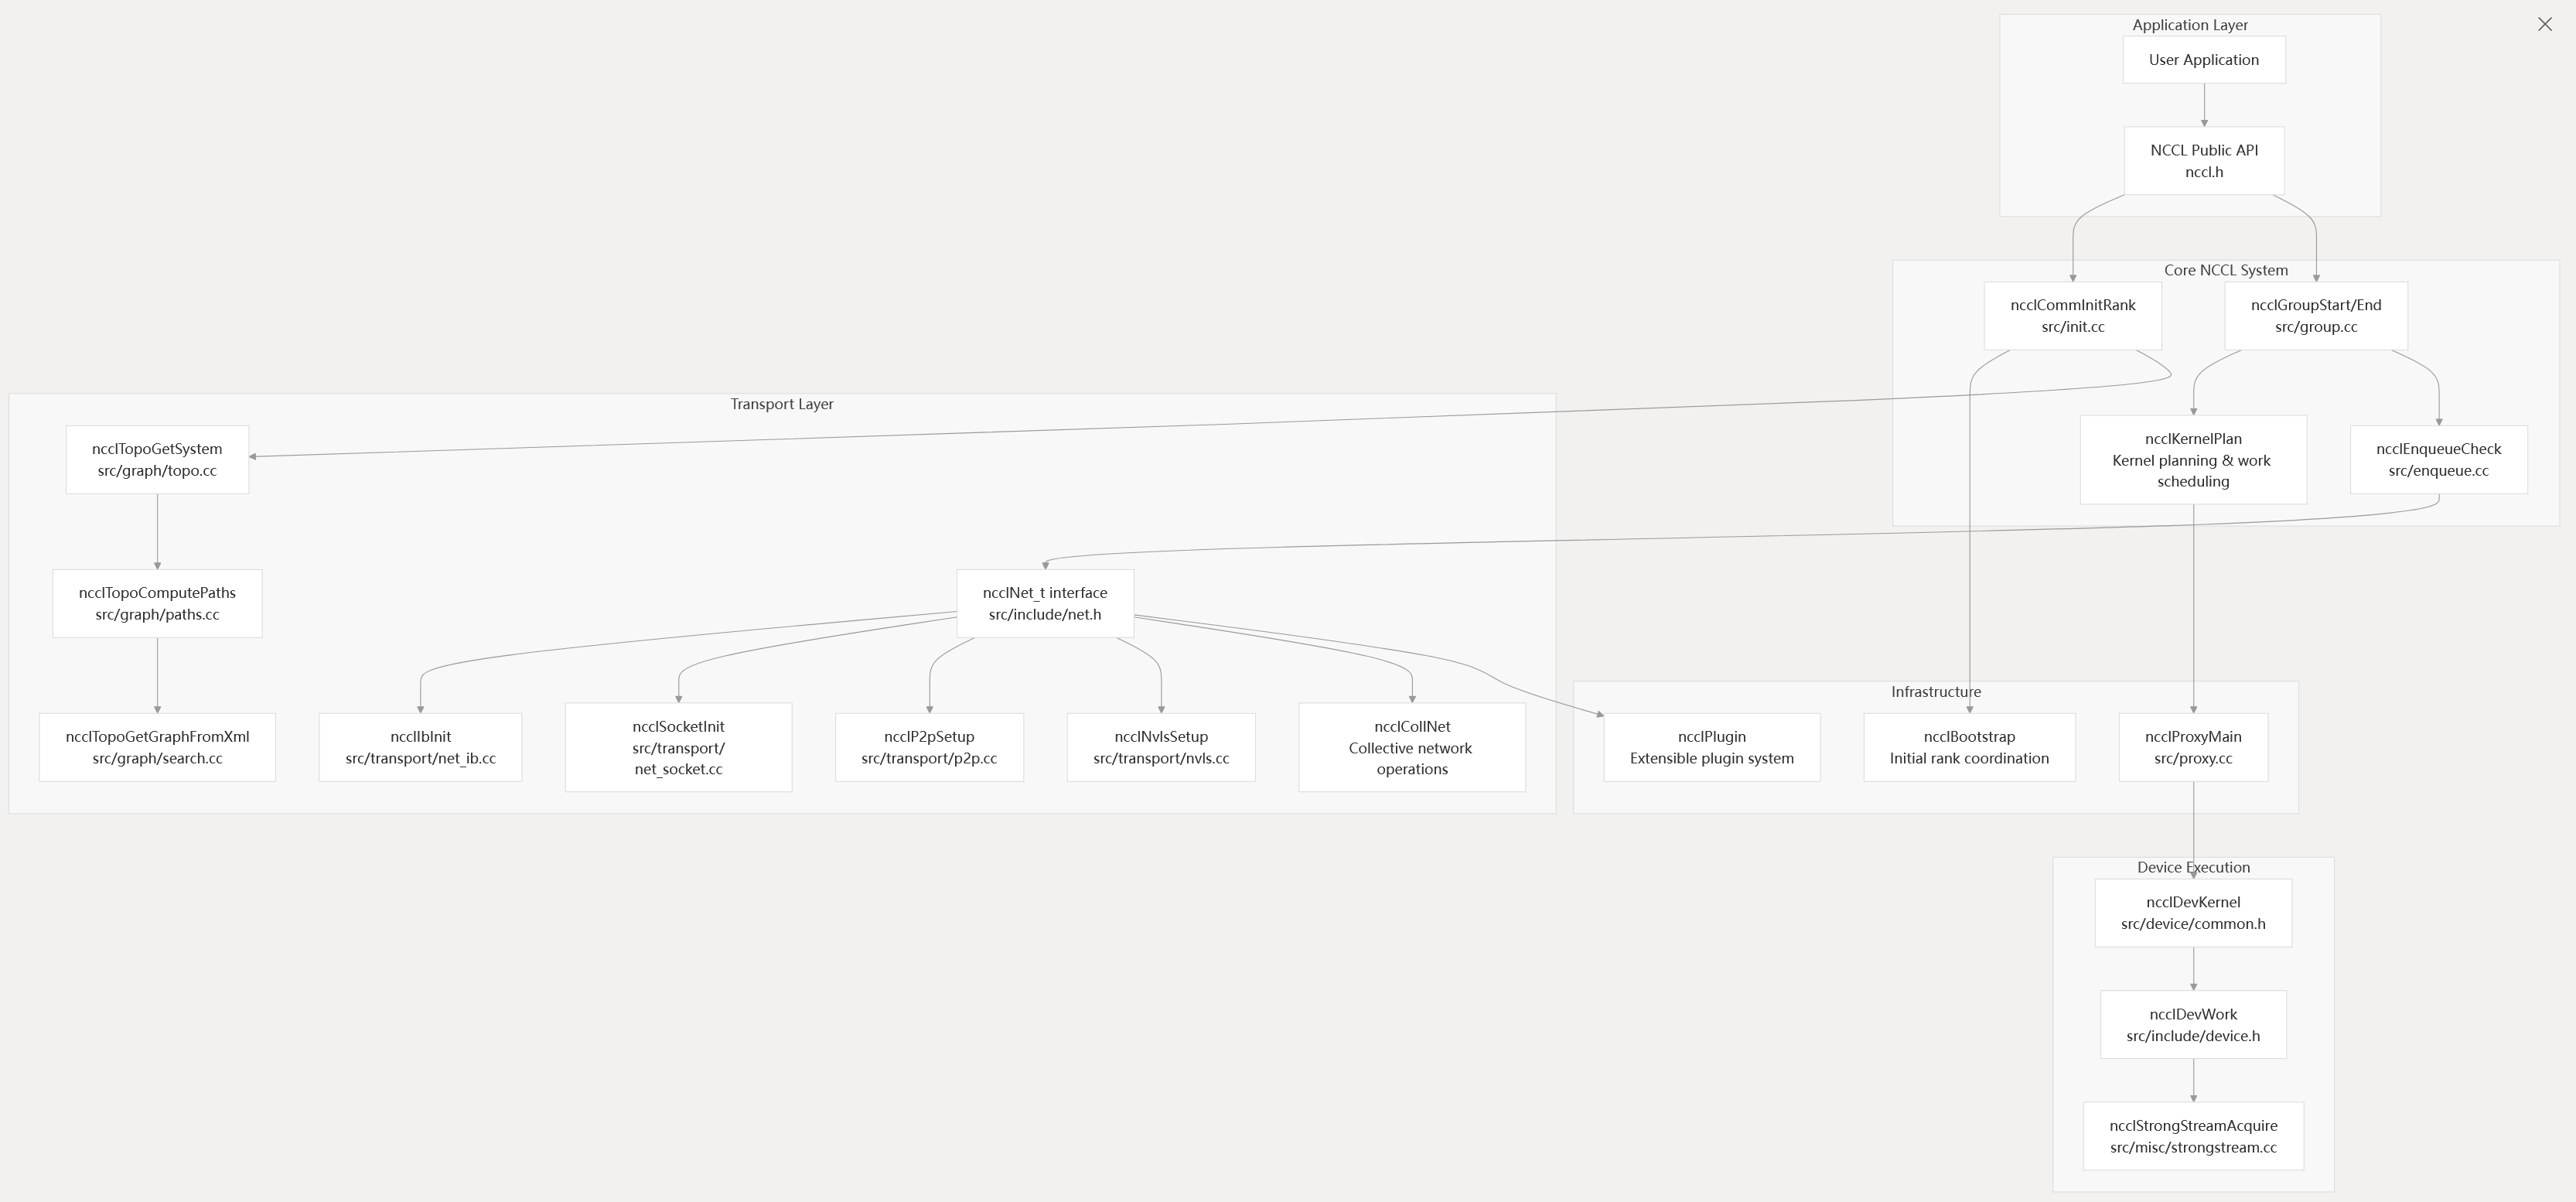 Application Layer
User Application
NCCL Public API
nccl.h
Core NCCL System
ncclCommInitRank
src/init.cc
ncclGroupStart/End
src/group.cc
ncclKernelPlan
Kernel planning & work
scheduling
ncclEnqueueCheck
src/enqueue.cc
Transport Layer
ncclTopoGetSystem
src/graph/topo.cc
ncclTopoComputePaths
src/graph/paths.cc
ncclNet_t interface
src/include/net.h
ncclTopoGetGraphFromXml
src/graph/search.cc
ncclIbInit
src/transport/net_ib.cc
ncclSocketInit
src/transport/
net_socket.cc
ncclP2pSetup
src/transport/p2p.cc
ncclNvlsSetup
src/transport/nvls.cc
ncclCollNet
Collective network
operations
Infrastructure
ncclPlugin
Extensible plugin system
ncclBootstrap
Initial rank coordination
ncclProxyMain
src/proxy.cc
Device Execution
ncclDevKernel
src/device/common.h
ncclDevWork
src/include/device.h
ncclStrongStreamAcquire
src/misc/strongstream.cc